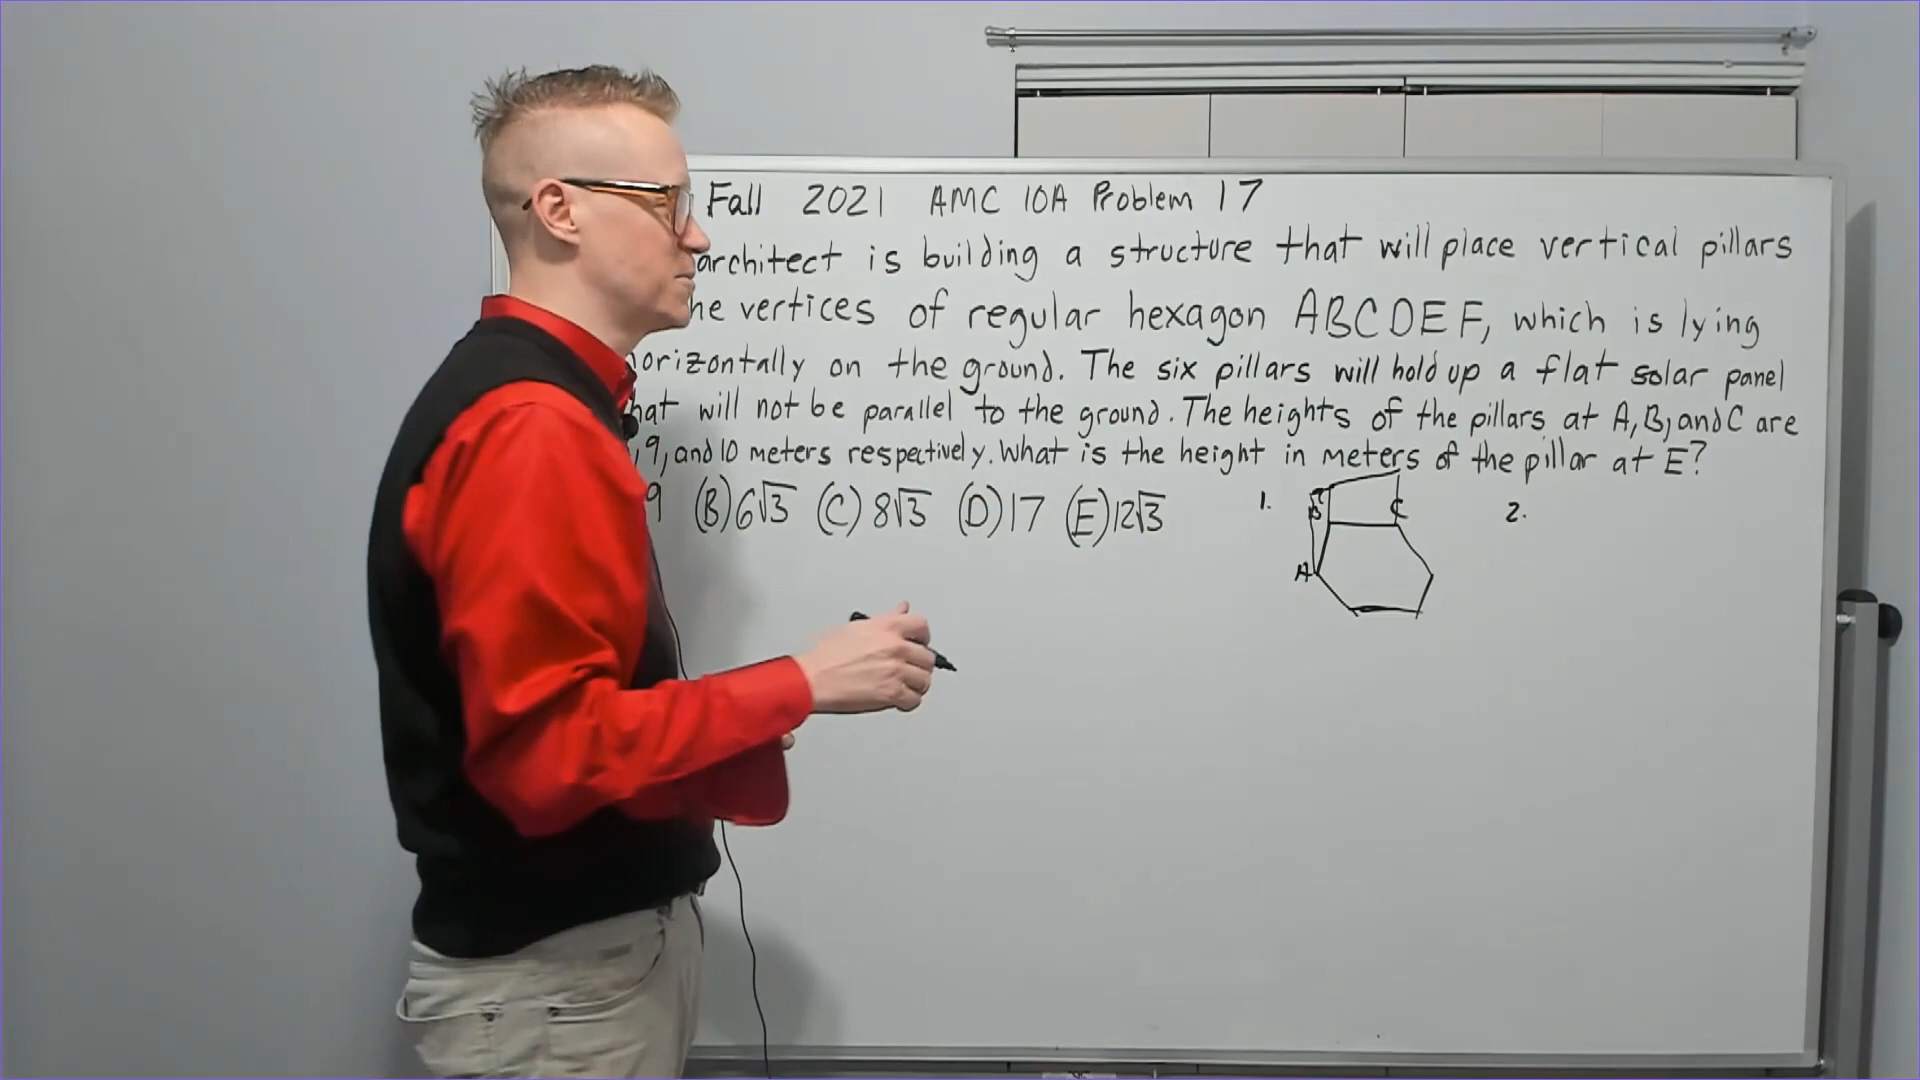 Fall 2021 AMC 10A Problem 17
architect is building a structure that will place vertical pillars
vertices of regular hexagon ABCDEF, which is lying
orizontally on the ground. The six pillars will hold up a flat solar panel
hat will not be parallel to the ground. The heights of the pillars at A, B, and C are
, 9, and 10 meters respectively. What is the height in meters of the pillar at E?
9 (B) 6√3 (C) 8√3 (D) 17 (E) 12√3
1. 2.
B C
A